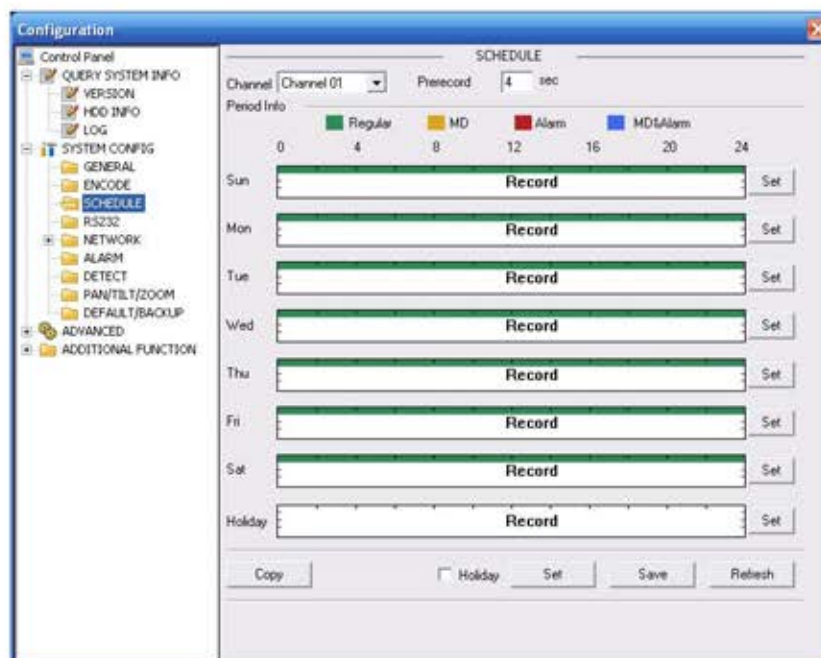 Configuration
Control Panel
QUERY SYSTEM INFO
VERSION
HDD INFO
LOG
SYSTEM CONFIG
GENERAL
ENCODE
SCHEDULE
RS232
NETWORK
ALARM
DETECT
PAN/TILT/ZOOM
DEFAULT/BACKUP
ADVANCED
ADDITIONAL FUNCTION
SCHEDULE
Channel Channel 01 Prerecord 4 sec
Period Info
Regular MD Alarm MD&Alarm
0 4 8 12 16 20 24
Sun Record Set
Mon Record Set
Tue Record Set
Wed Record Set
Thu Record Set
Fri Record Set
Sat Record Set
Holiday Record Set
Copy Holiday Set Save Refresh